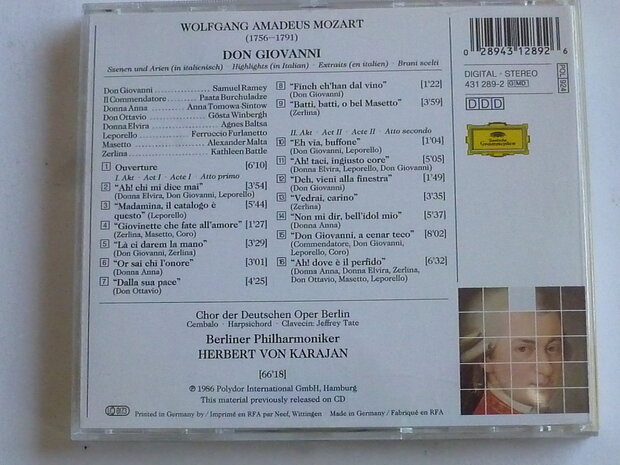 WOLFGANG AMADEUS MOZART
(1756–1791)
DON GIOVANNI
Szenen und Arien (in italienisch) · Highlights (in Italian) · Extraits (en italien) · Brani scelti
Don Giovanni .......... Samuel Ramey
Il Commendatore .......... Paata Burchuladze
Donna Anna .......... Anna Tomowa-Sintow
Don Ottavio .......... Gösta Winbergh
Donna Elvira .......... Agnes Baltsa
Leporello .......... Ferruccio Furlanetto
Masetto .......... Alexander Malta
Zerlina .......... Kathleen Battle
1 Ouverture [6'10]
I. Akt · Act I · Acte I · Atto primo
2 "Ah! chi mi dice mai" [3'54]
(Donna Elvira, Don Giovanni, Leporello)
3 "Madamina, il catalogo è [5'44]
questo" (Leporello)
4 "Giovinette che fate all'amore" [1'27]
(Zerlina, Masetto, Coro)
5 "Là ci darem la mano" [3'29]
(Don Giovanni, Zerlina)
6 "Or sai chi l'onore" [3'01]
(Donna Anna)
7 "Dalla sua pace" [4'25]
(Don Ottavio)
8 "Finch ch'han dal vino" [1'22]
(Don Giovanni)
9 "Batti, batti, o bel Masetto" [3'59]
(Zerlina)
II. Akt · Act II · Acte II · Atto secondo
10 "Eh via, buffone" [1'04]
(Don Giovanni, Leporello)
11 "Ah! taci, ingiusto core" [5'05]
(Donna Elvira, Leporello, Don Giovanni)
12 "Deh, vieni alla finestra" [1'49]
(Don Giovanni)
13 "Vedrai, carino" [3'35]
(Zerlina)
14 "Non mi dir, bell'idol mio" [5'37]
(Donna Anna)
15 "Don Giovanni, a cenar teco" [8'02]
(Commendatore, Don Giovanni,
Leporello, Coro)
16 "Ah! dove è il perfido" [6'32]
(Donna Anna, Donna Elvira, Zerlina,
Don Ottavio, Masetto, Leporello)
Chor der Deutschen Oper Berlin
Cembalo · Harpsichord · Clavecin: Jeffrey Tate
Berliner Philharmoniker
HERBERT VON KARAJAN
[66'18]
℗ 1986 Polydor International GmbH, Hamburg
This material previously released on CD
Printed in Germany by / Imprimé en RFA par Neef, Wittingen Made in Germany / Fabriqué en RFA
0 28943 12892 6
DIGITAL · STEREO
431 289-2 GMD
POL 924
DDD
Deutsche
Grammophon